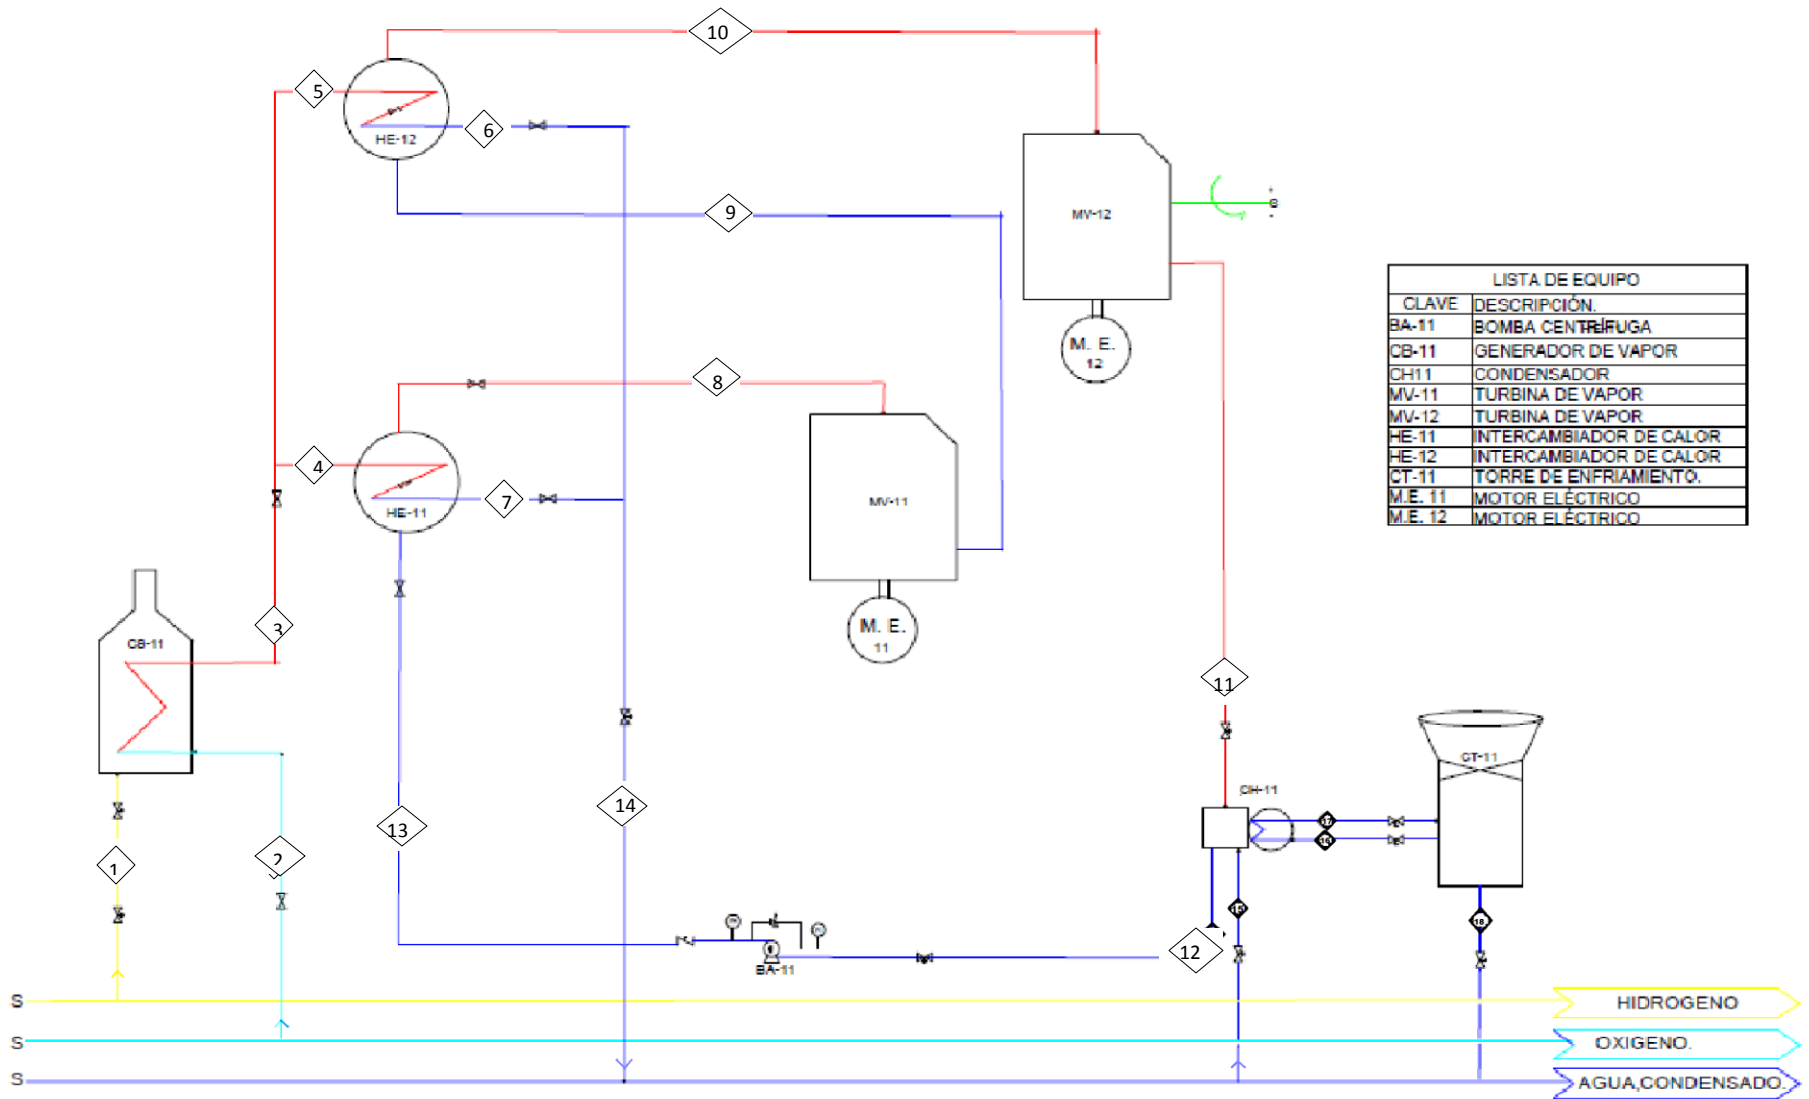 10
5
6
HE-12
9
MV-12
S
M. E.
12
LISTA DE EQUIPO
CLAVE DESCRIPCIÓN.
BA-11 BOMBA CENTRÍFUGA
CB-11 GENERADOR DE VAPOR
CH11 CONDENSADOR
MV-11 TURBINA DE VAPOR
MV-12 TURBINA DE VAPOR
HE-11 INTERCAMBIADOR DE CALOR
HE-12 INTERCAMBIADOR DE CALOR
CT-11 TORRE DE ENFRIAMIENTO.
M.E. 11 MOTOR ELÉCTRICO
M.E. 12 MOTOR ELÉCTRICO
8
4
7
HE-11
MV-11
3
M. E.
11
CB-11
11
CT-11
CH-11
17
16
14
13
1
2
15
18
12
BA-11
S
HIDROGENO
S
OXIGENO.
S
AGUA,CONDENSADO.